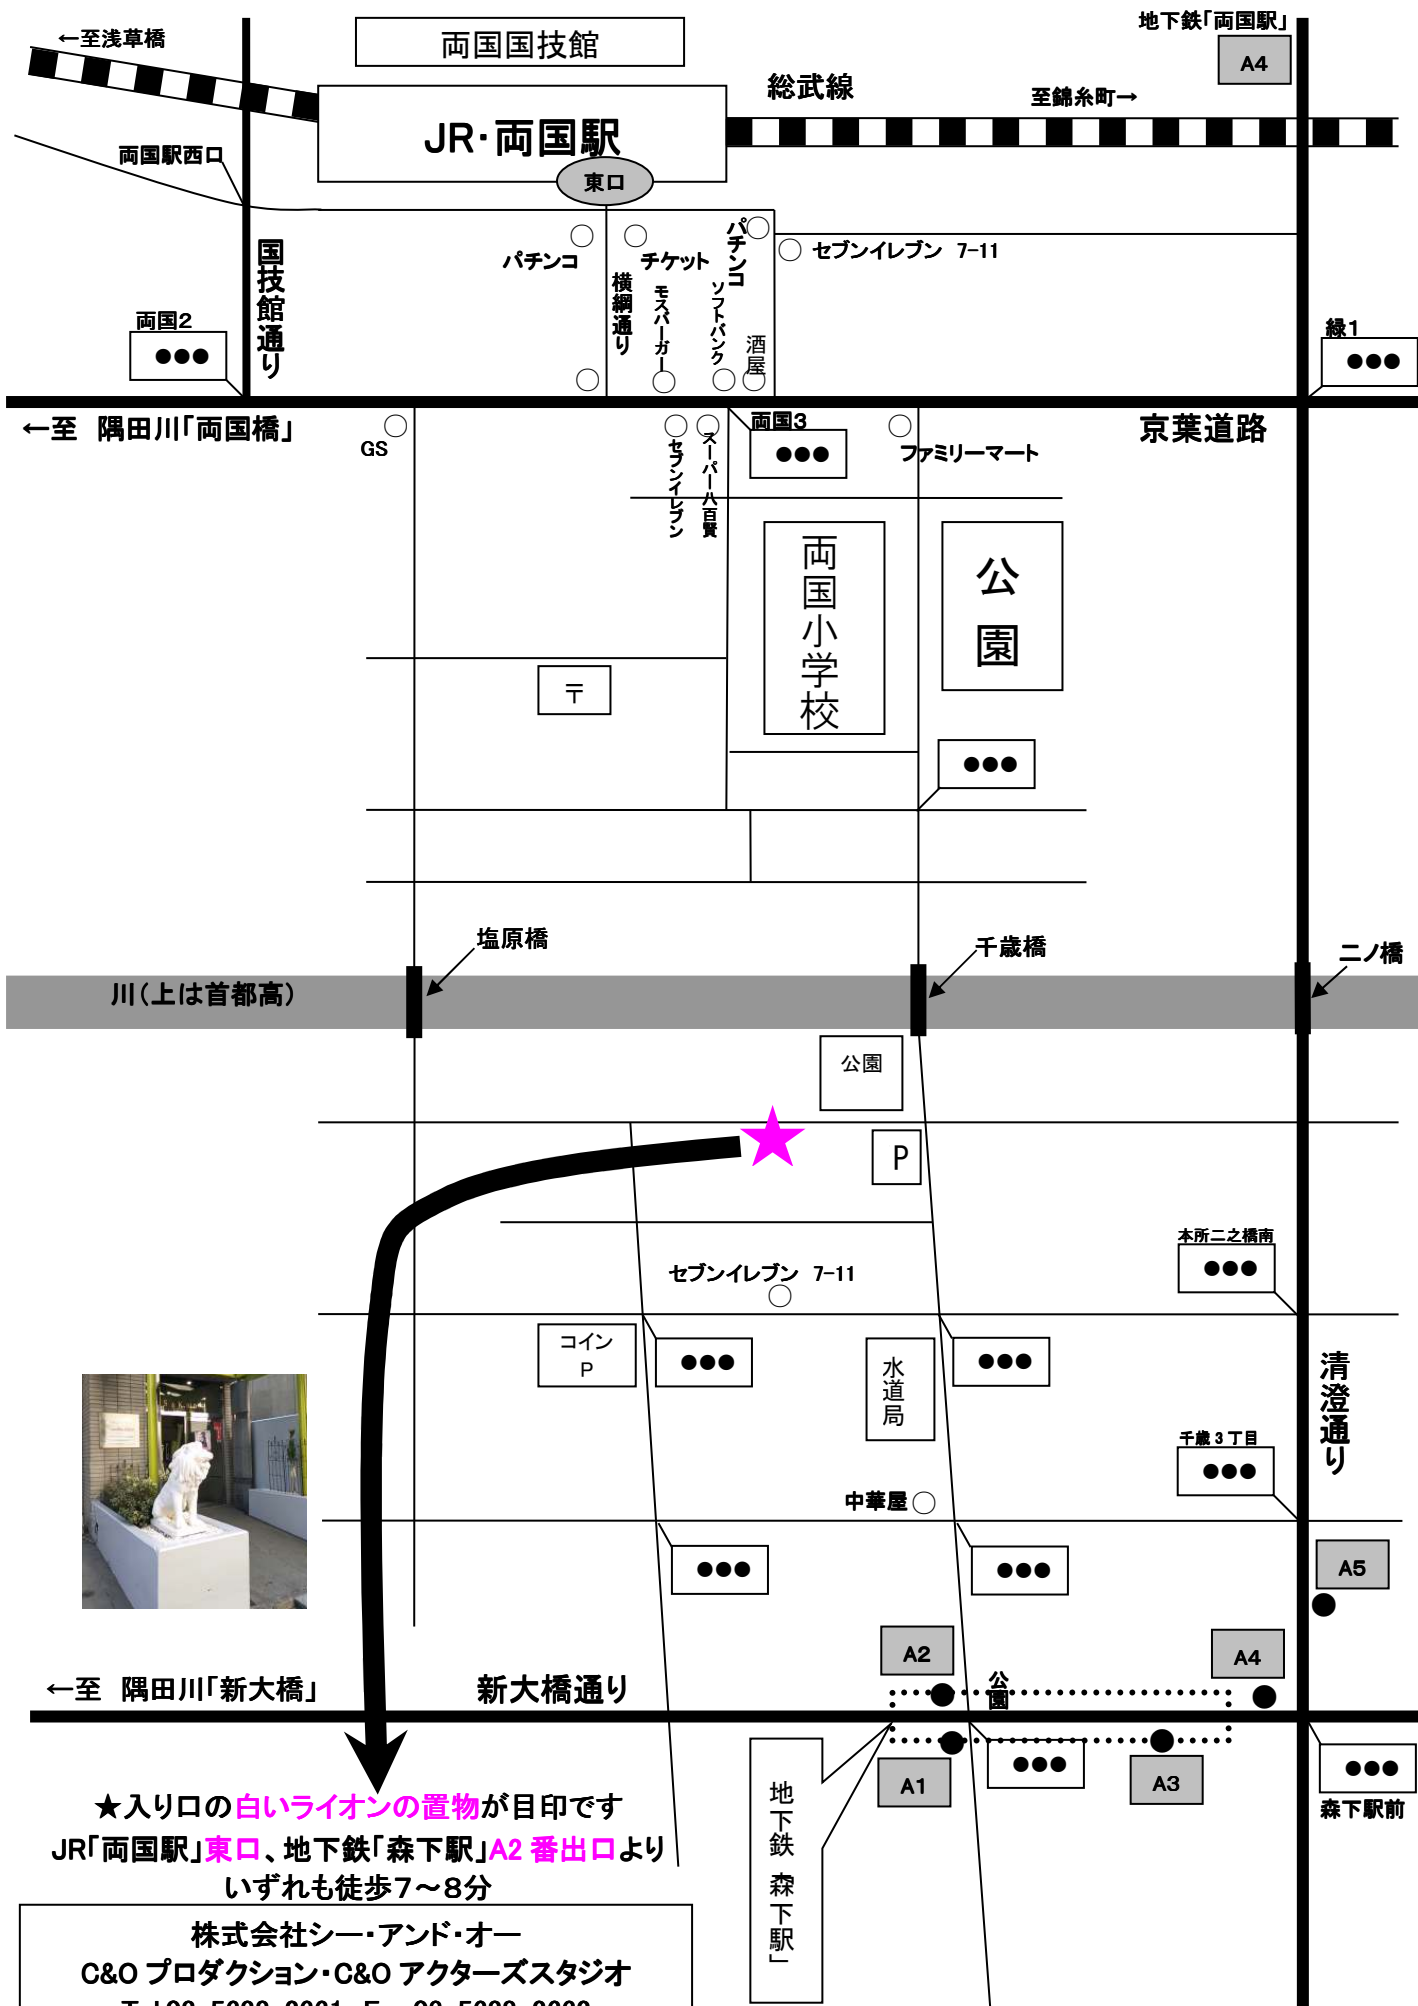 ←至浅草橋
両国国技館
地下鉄「両国駅」
A4
総武線
至錦糸町→
JR・両国駅
東口
両国駅西口
国技館通り
パチンコ
横綱通り
チケット
モスバーガー
ソフトバンク
パチンコ
酒屋
セブンイレブン 7-11
両国2
●●●
緑1
●●●
←至 隅田川「両国橋」
京葉道路
GS
セブンイレブン
スーパー八百賢
両国3
●●●
ファミリーマート
両国小学校
公園
〒
●●●
塩原橋
千歳橋
二ノ橋
川（上は首都高）
公園
★
P
本所二之橋南
●●●
セブンイレブン 7-11
コイン
P
●●●
水道局
●●●
清澄通り
千歳3丁目
●●●
中華屋
●●●
●●●
A5
A2
A4
公園
←至 隅田川「新大橋」
新大橋通り
A1
●●●
A3
●●●
森下駅前
地下鉄「森下駅」
★入り口の白いライオンの置物が目印です
JR「両国駅」東口、地下鉄「森下駅」A2番出口より
いずれも徒歩7～8分
株式会社シー・アンド・オー
C&Oプロダクション・C&Oアクターズスタジオ